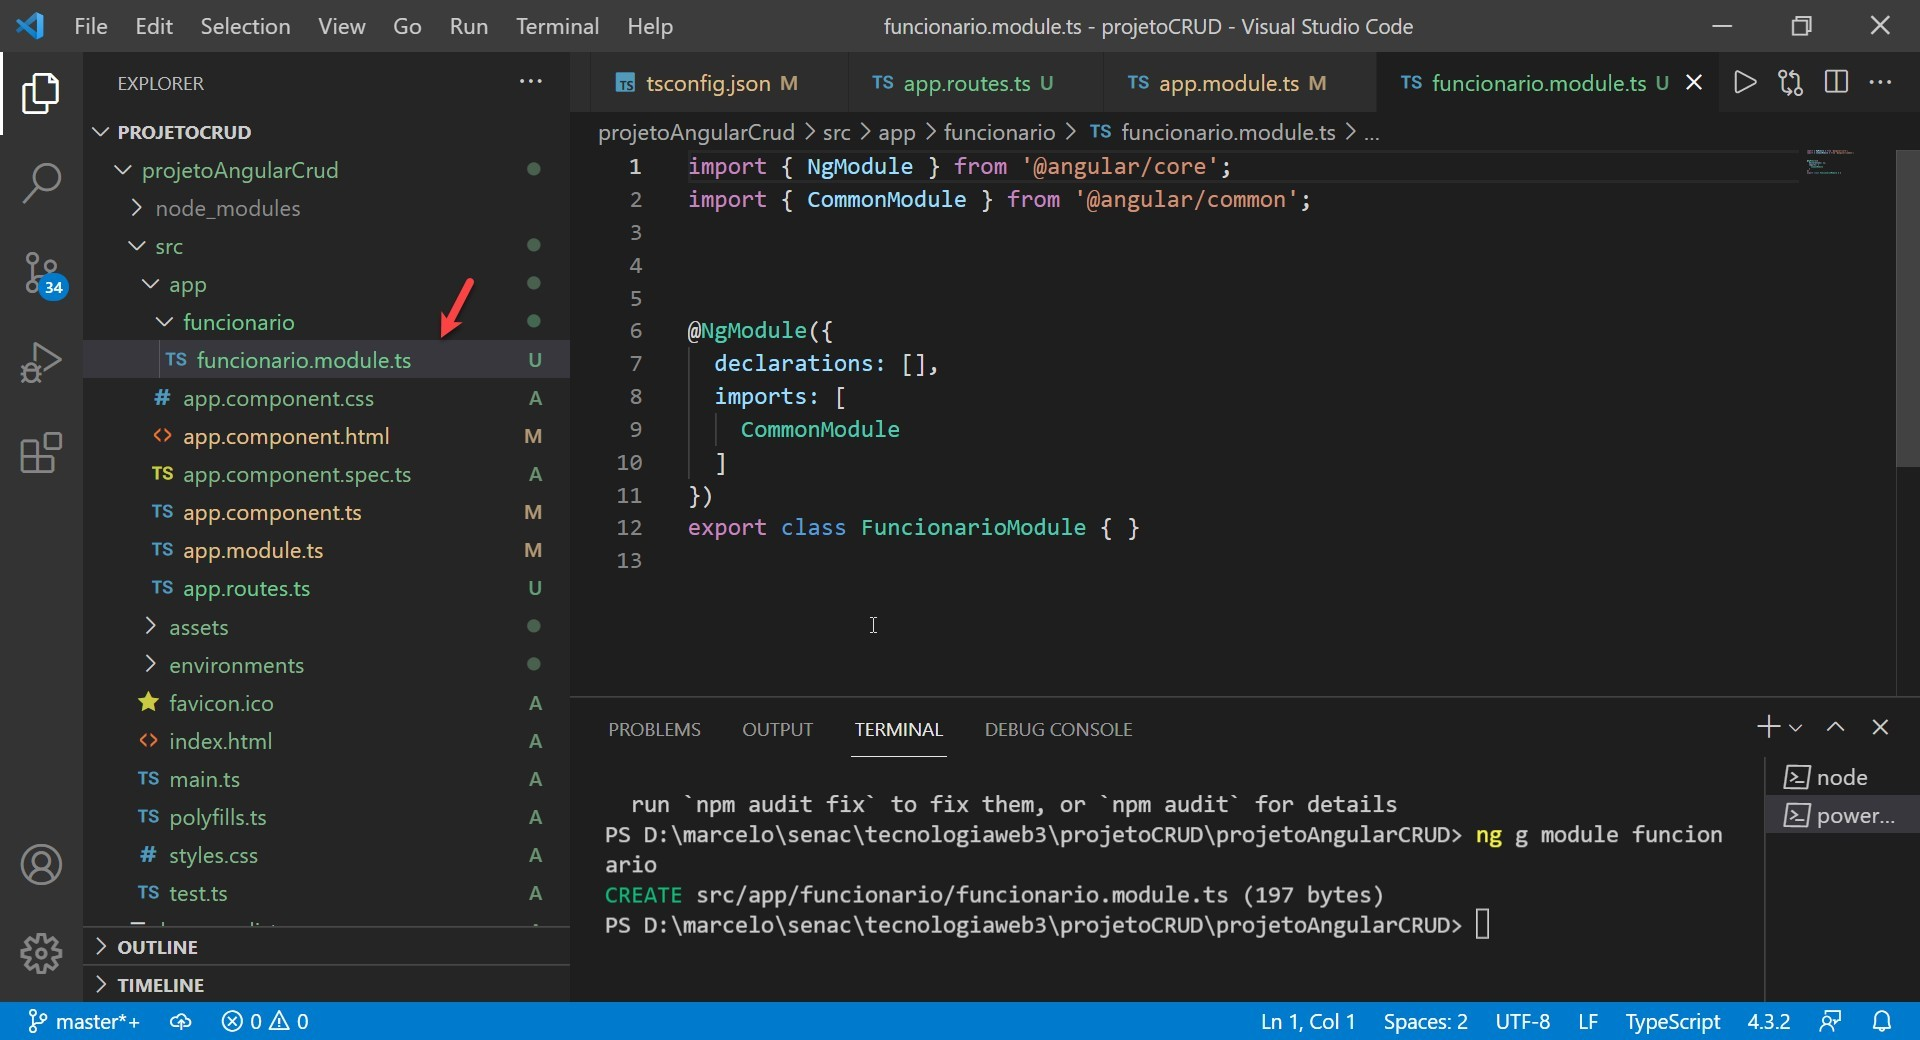 File Edit Selection View Go Run Terminal Help funcionario.module.ts - projetoCRUD - Visual Studio Code
EXPLORER
PROJETOCRUD
projetoAngularCrud
node_modules
src
app
funcionario
TS funcionario.module.ts U
# app.component.css A
<> app.component.html M
TS app.component.spec.ts A
TS app.component.ts M
TS app.module.ts M
TS app.routes.ts U
assets
environments
favicon.ico A
<> index.html A
TS main.ts A
TS polyfills.ts A
# styles.css A
TS test.ts A
OUTLINE
TIMELINE
34
TS tsconfig.json M TS app.routes.ts U TS app.module.ts M TS funcionario.module.ts U
projetoAngularCrud > src > app > funcionario > TS funcionario.module.ts > ...
1 import { NgModule } from '@angular/core';
2 import { CommonModule } from '@angular/common';
3
4
5
6 @NgModule({
7 declarations: [],
8 imports: [
9 CommonModule
10 ]
11 })
12 export class FuncionarioModule { }
13
PROBLEMS OUTPUT TERMINAL DEBUG CONSOLE
run `npm audit fix` to fix them, or `npm audit` for details
PS D:\marcelo\senac\tecnologiaweb3\projetoCRUD\projetoAngularCRUD> ng g module funcion
ario
CREATE src/app/funcionario/funcionario.module.ts (197 bytes)
PS D:\marcelo\senac\tecnologiaweb3\projetoCRUD\projetoAngularCRUD>
node
power...
master*+ 0 0 Ln 1, Col 1 Spaces: 2 UTF-8 LF TypeScript 4.3.2